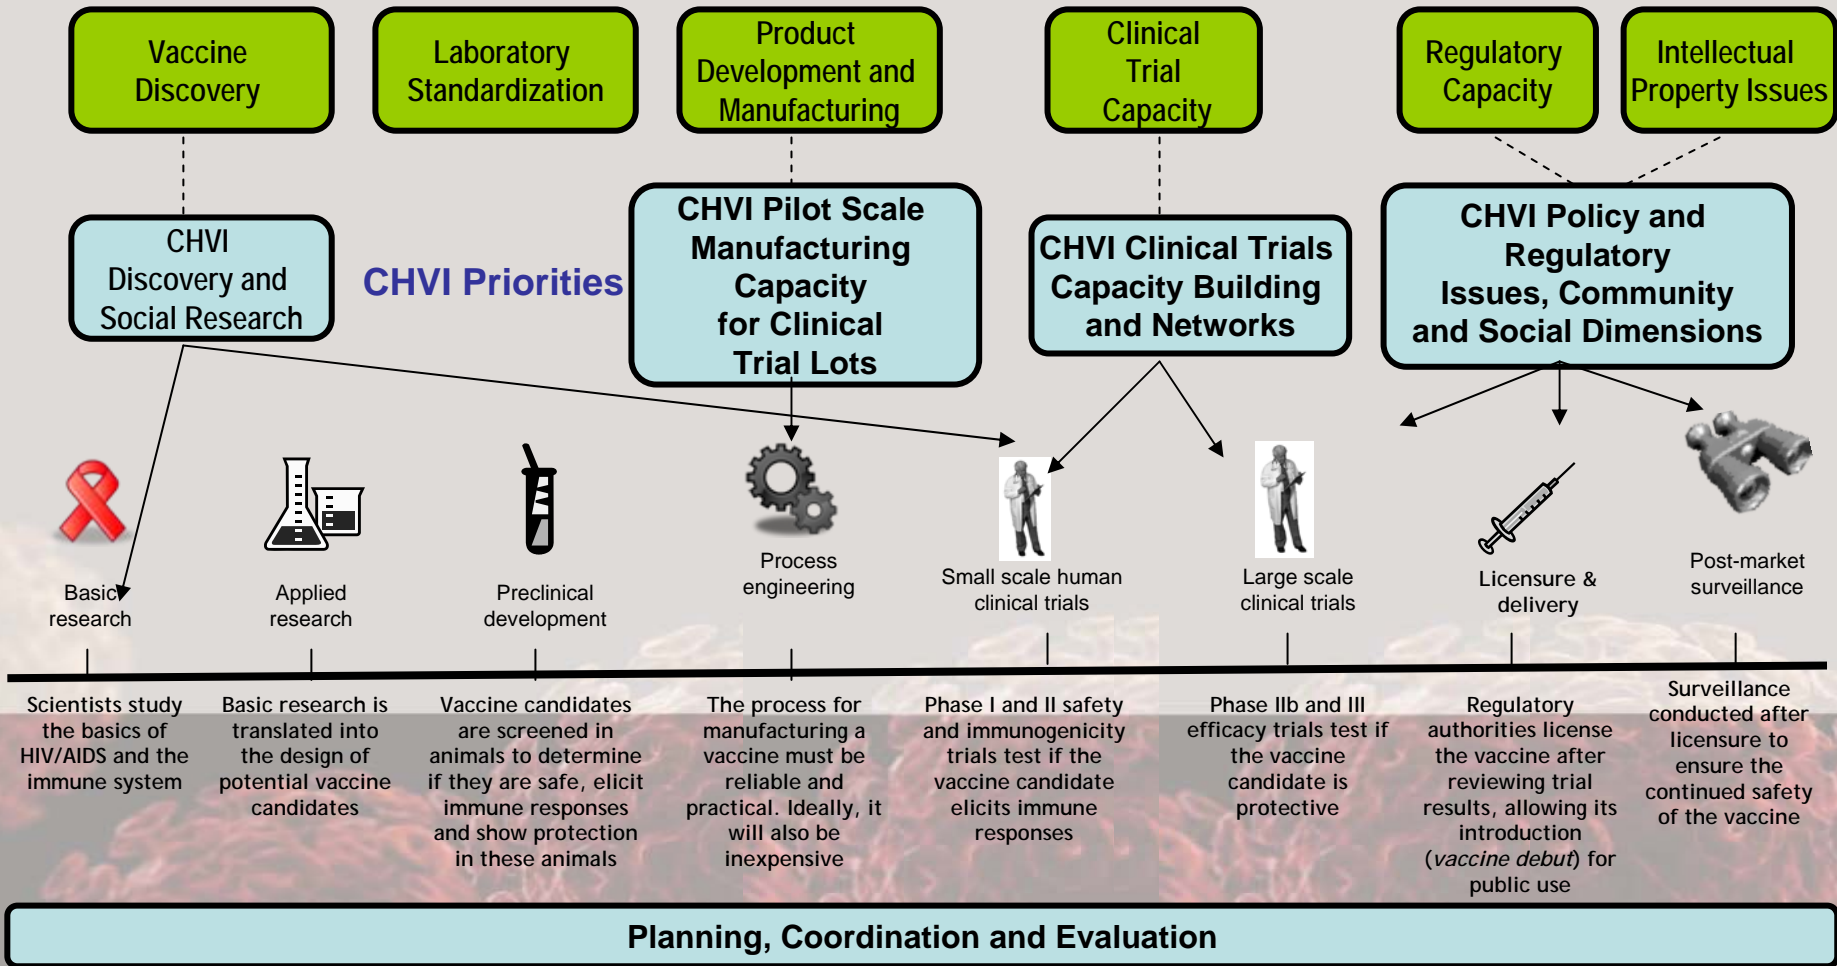 Vaccine
Discovery
Laboratory
Standardization
Product
Development and
Manufacturing
Clinical
Trial
Capacity
Regulatory
Capacity
Intellectual
Property Issues
CHVI
Discovery and
Social Research
CHVI Priorities
CHVI Pilot Scale
Manufacturing
Capacity
for Clinical
Trial Lots
CHVI Clinical Trials
Capacity Building
and Networks
CHVI Policy and
Regulatory
Issues, Community
and Social Dimensions
Basic
research
Applied
research
Preclinical
development
Process
engineering
Small scale human
clinical trials
Large scale
clinical trials
Licensure &
delivery
Post-market
surveillance
Scientists study
the basics of
HIV/AIDS and the
immune system
Basic research is
translated into
the design of
potential vaccine
candidates
Vaccine candidates
are screened in
animals to determine
if they are safe, elicit
immune responses
and show protection
in these animals
The process for
manufacturing a
vaccine must be
reliable and
practical. Ideally, it
will also be
inexpensive
Phase I and II safety
and immunogenicity
trials test if the
vaccine candidate
elicits immune
responses
Phase IIb and III
efficacy trials test if
the vaccine
candidate is
protective
Regulatory
authorities license
the vaccine after
reviewing trial
results, allowing its
introduction
(vaccine debut) for
public use
Surveillance
conducted after
licensure to
ensure the
continued safety
of the vaccine
Planning, Coordination and Evaluation